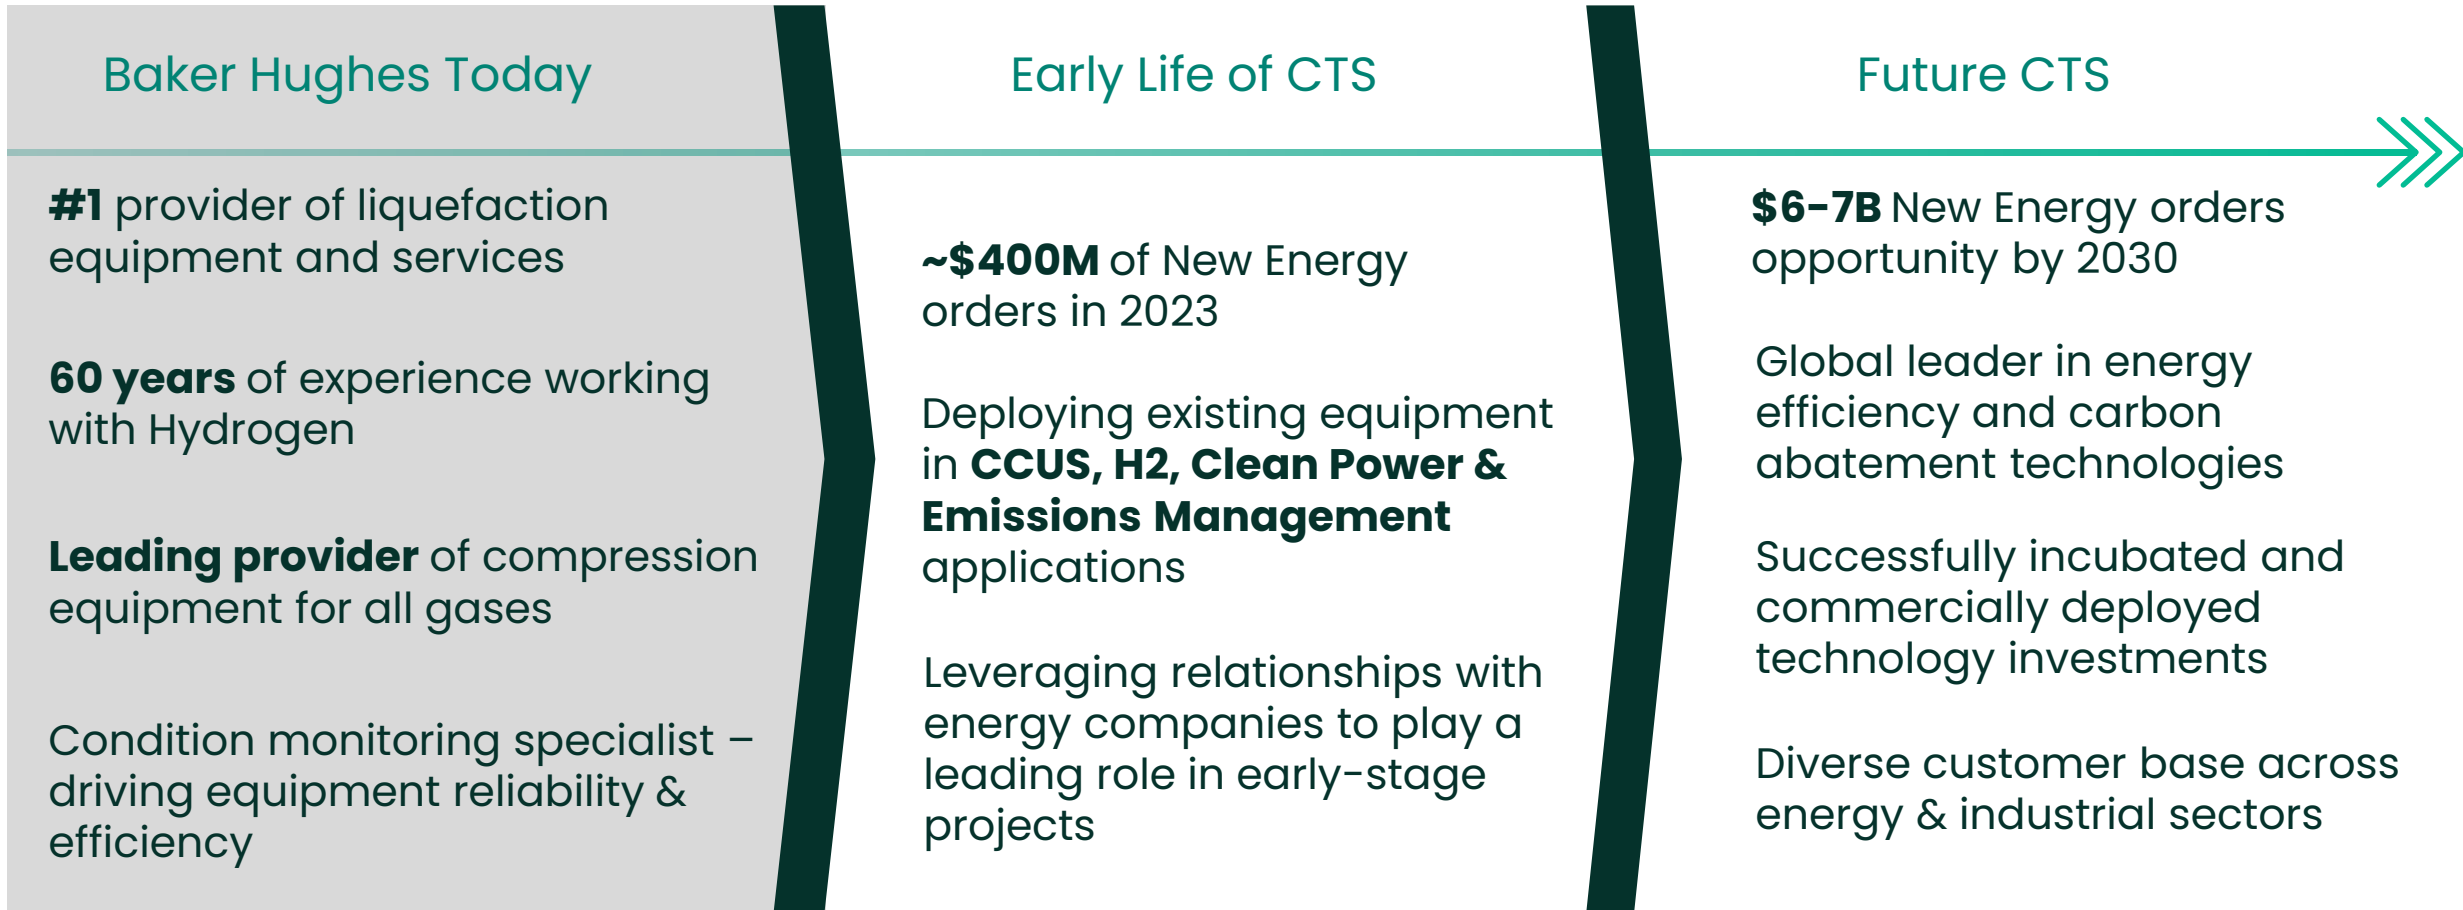 Baker Hughes Today
#1 provider of liquefaction
equipment and services
60 years of experience working
with Hydrogen
Leading provider of compression
equipment for all gases
Condition monitoring specialist –
driving equipment reliability &
efficiency
Early Life of CTS
~$400M of New Energy
orders in 2023
Deploying existing equipment
in CCUS, H2, Clean Power &
Emissions Management
applications
Leveraging relationships with
energy companies to play a
leading role in early-stage
projects
Future CTS
$6-7B New Energy orders
opportunity by 2030
Global leader in energy
efficiency and carbon
abatement technologies
Successfully incubated and
commercially deployed
technology investments
Diverse customer base across
energy & industrial sectors